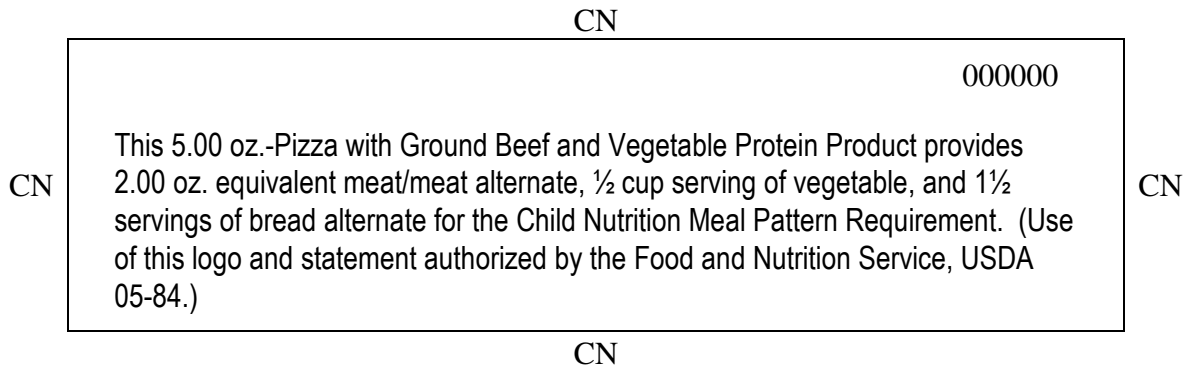 CN
000000
This 5.00 oz.-Pizza with Ground Beef and Vegetable Protein Product provides
CN 2.00 oz. equivalent meat/meat alternate, ½ cup serving of vegetable, and 1½ CN
servings of bread alternate for the Child Nutrition Meal Pattern Requirement.  (Use
of this logo and statement authorized by the Food and Nutrition Service, USDA
05-84.)
CN